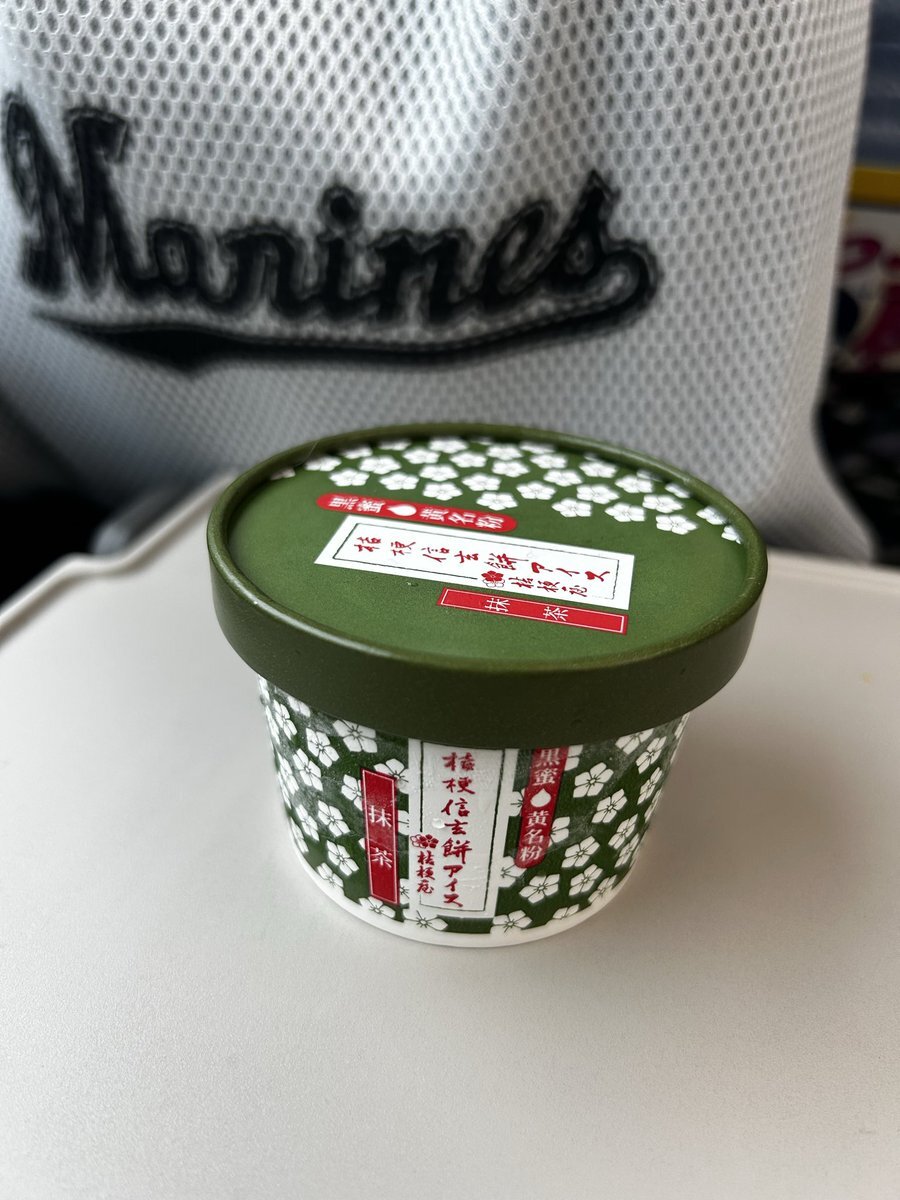 Marines
黒蜜 黄名粉
桔梗信玄餅アイス
桔梗屋
抹茶
黒蜜 黄名粉
桔梗信玄餅アイス
桔梗屋
抹茶